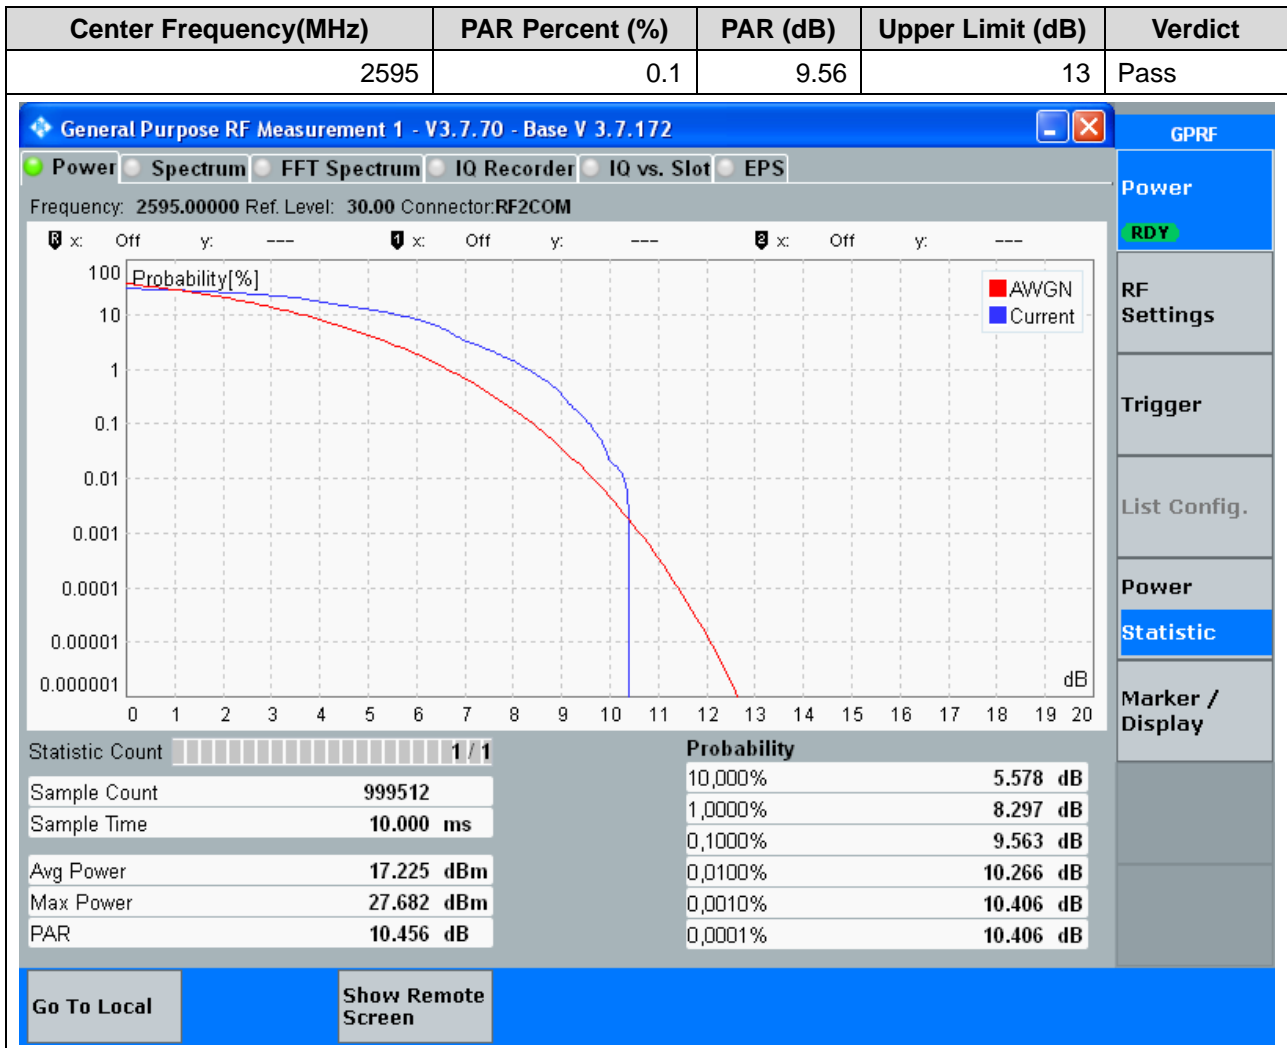 Center Frequency(MHz) PAR Percent (%) PAR (dB) Upper Limit (dB) Verdict
2595 0.1 9.56 13 Pass
General Purpose RF Measurement 1 - V3.7.70 - Base V 3.7.172
GPRF
Power Spectrum FFT Spectrum IQ Recorder IQ vs. Slot EPS
Power
RDY
Frequency: 2595.00000 Ref. Level: 30.00 Connector:RF2COM
R x: Off y: --- 1 x: Off y: --- 2 x: Off y: ---
Probability[%]
AWGN
Current
100
10
1
0.1
0.01
0.001
0.0001
0.00001
0.000001
dB
0 1 2 3 4 5 6 7 8 9 10 11 12 13 14 15 16 17 18 19 20
RF
Settings
Trigger
List Config.
Power
Statistic
Marker /
Display
Statistic Count 1 / 1
Sample Count 999512
Sample Time 10.000 ms
Avg Power 17.225 dBm
Max Power 27.682 dBm
PAR 10.456 dB
Probability
10,000% 5.578 dB
1,0000% 8.297 dB
0,1000% 9.563 dB
0,0100% 10.266 dB
0,0010% 10.406 dB
0,0001% 10.406 dB
Go To Local
Show Remote
Screen